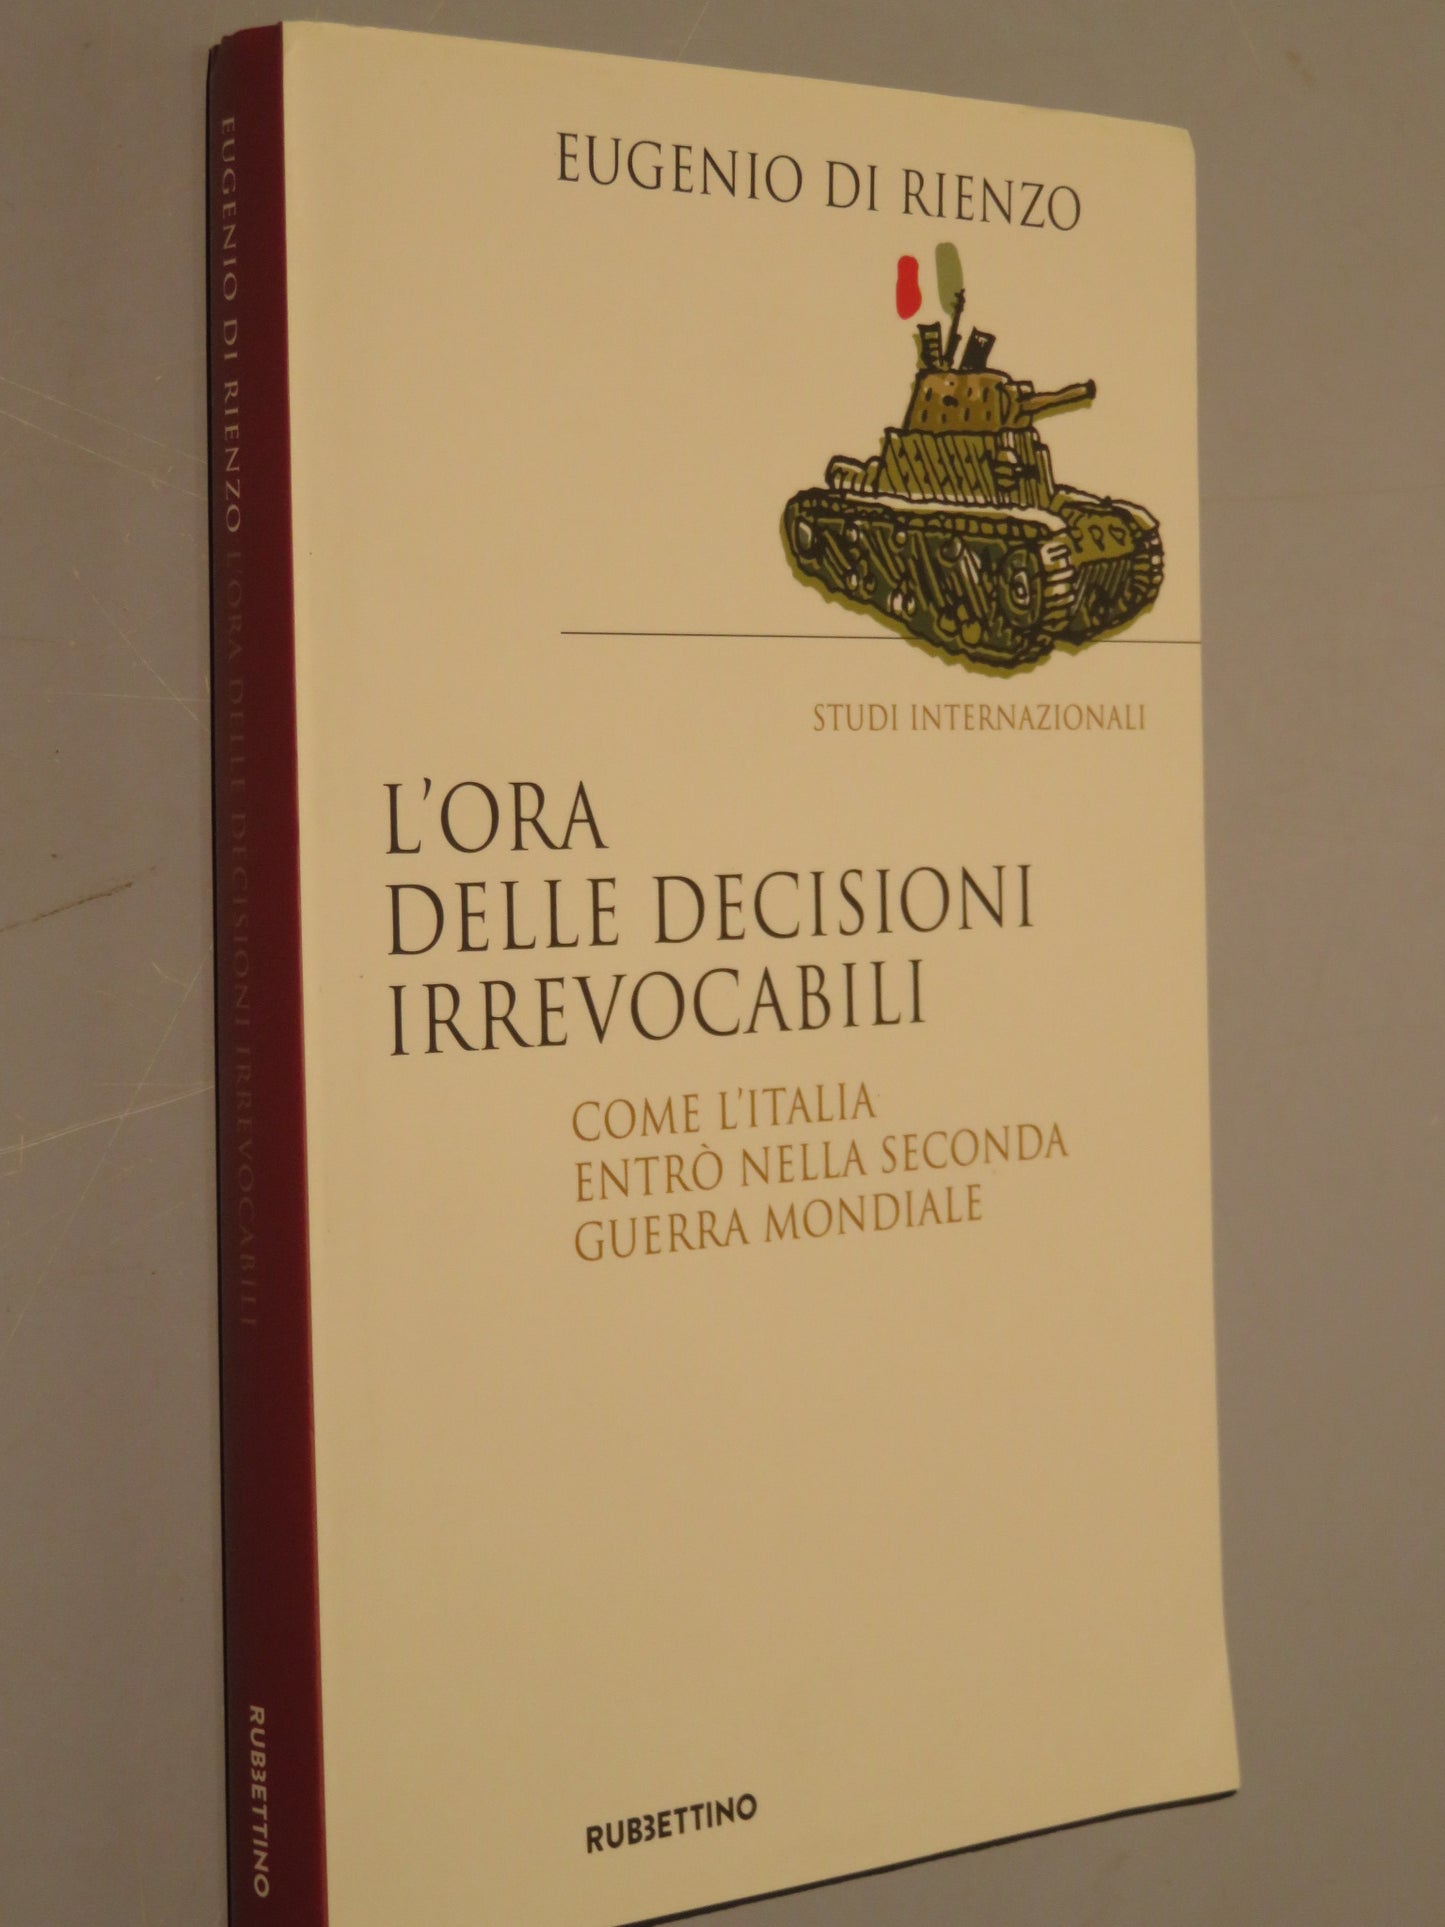 EUGENIO DI RIENZO
STUDI INTERNAZIONALI
L'ORA
DELLE DECISIONI
IRREVOCABILI
COME L'ITALIA
ENTRÒ NELLA SECONDA
GUERRA MONDIALE
RUBBETTINO
EUGENIO DI RIENZO L'ORA DELLE DECISIONI IRREVOCABILI
RUBBETTINO